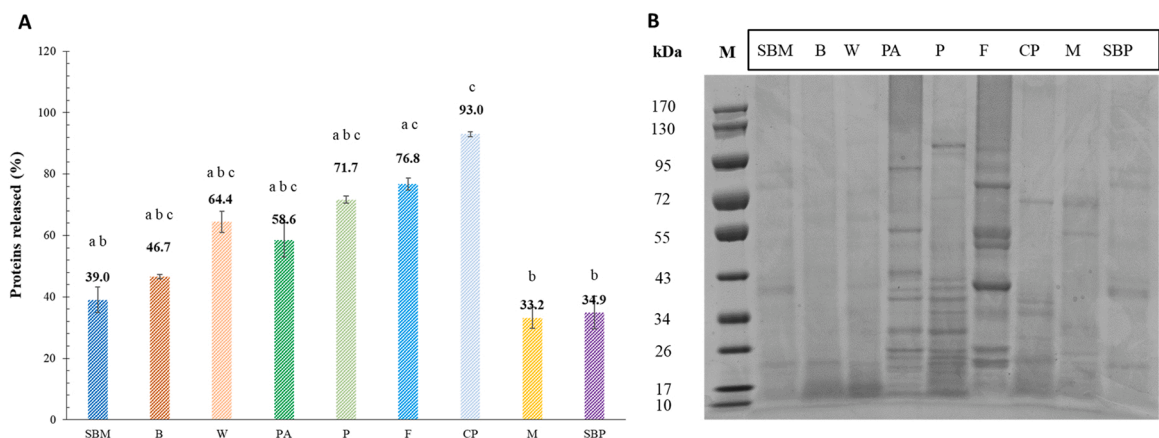 A
Proteins released (%)
120
100
80
60
40
20
0
a b
39.0
a b c
46.7
a b c
64.4
a b c
58.6
a b c
71.7
a c
76.8
c
93.0
b
33.2
b
34.9
SBM B W PA P F CP M SBP
B
kDa M SBM B W PA P F CP M SBP
170
130
95
72
55
43
34
26
17
10